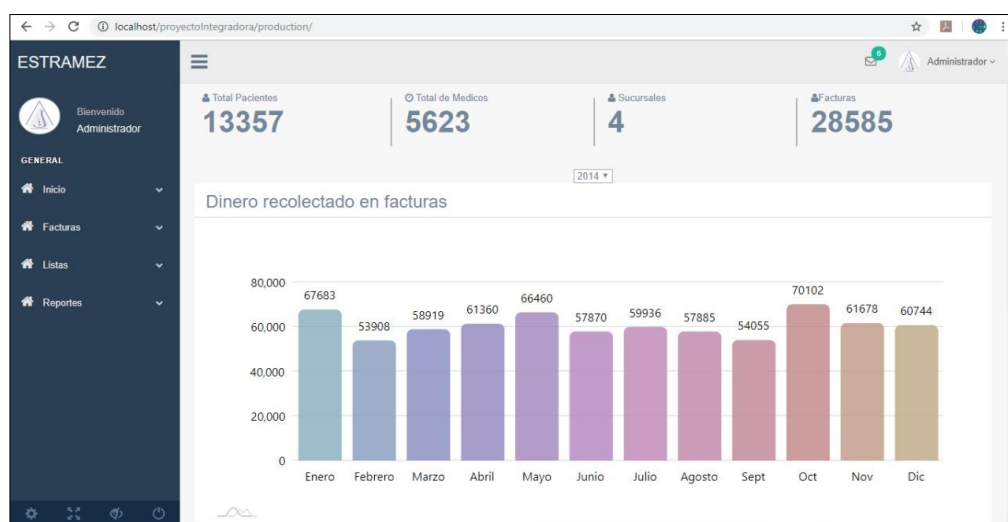 localhost/proyectoIntegradora/production/
ESTRAMEZ
6
Administrador
Bienvenido
Administrador
GENERAL
Inicio
Facturas
Listas
Reportes
Total Pacientes
13357
Total de Medicos
5623
Sucursales
4
Facturas
28585
2014
Dinero recolectado en facturas
80,000
60,000
40,000
20,000
0
67683
53908
58919
61360
66460
57870
59936
57885
54055
70102
61678
60744
Enero Febrero Marzo Abril Mayo Junio Julio Agosto Sept Oct Nov Dic